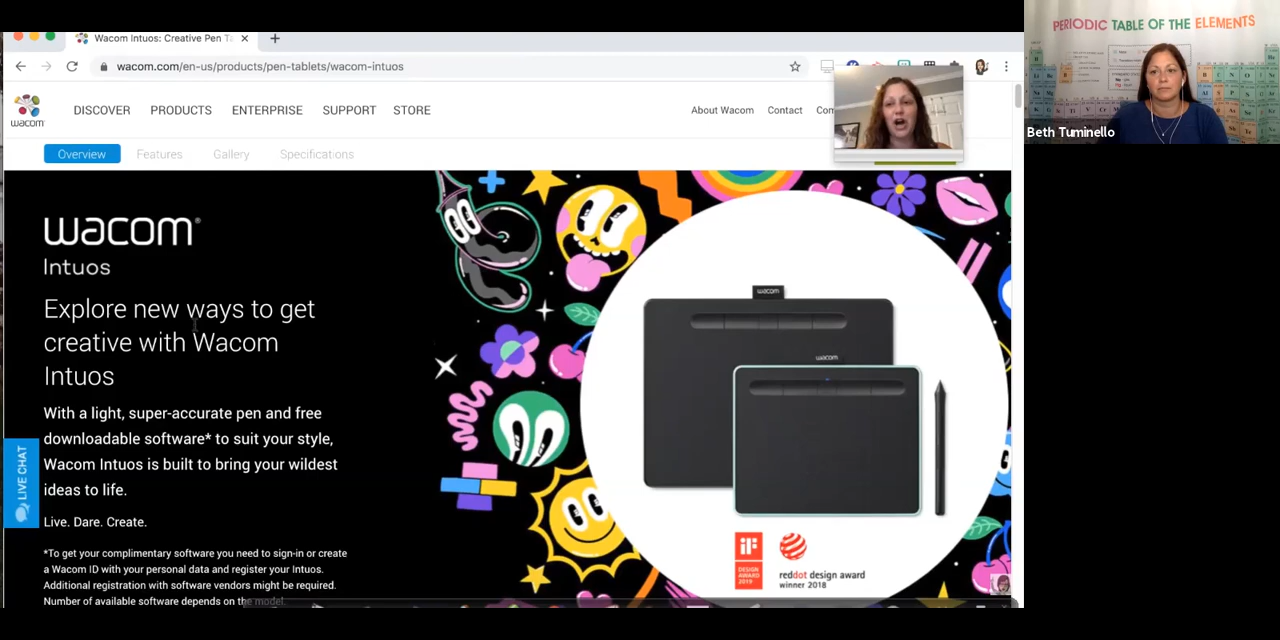 Wacom Intuos: Creative Pen Ta
wacom.com/en-us/products/pen-tablets/wacom-intuos
wacom
DISCOVER PRODUCTS ENTERPRISE SUPPORT STORE
About Wacom Contact Com
Overview Features Gallery Specifications
wacom®
Intuos
Explore new ways to get
creative with Wacom
Intuos
With a light, super-accurate pen and free
downloadable software* to suit your style,
Wacom Intuos is built to bring your wildest
ideas to life.
Live. Dare. Create.
*To get your complimentary software you need to sign-in or create
a Wacom ID with your personal data and register your Intuos.
Additional registration with software vendors might be required.
Number of available software depends on the model.
LIVE CHAT
wacom
wacom
iF
DESIGN
AWARD
2019
reddot design award
winner 2018
PERIODIC TABLE OF THE ELEMENTS
Beth Tuminello